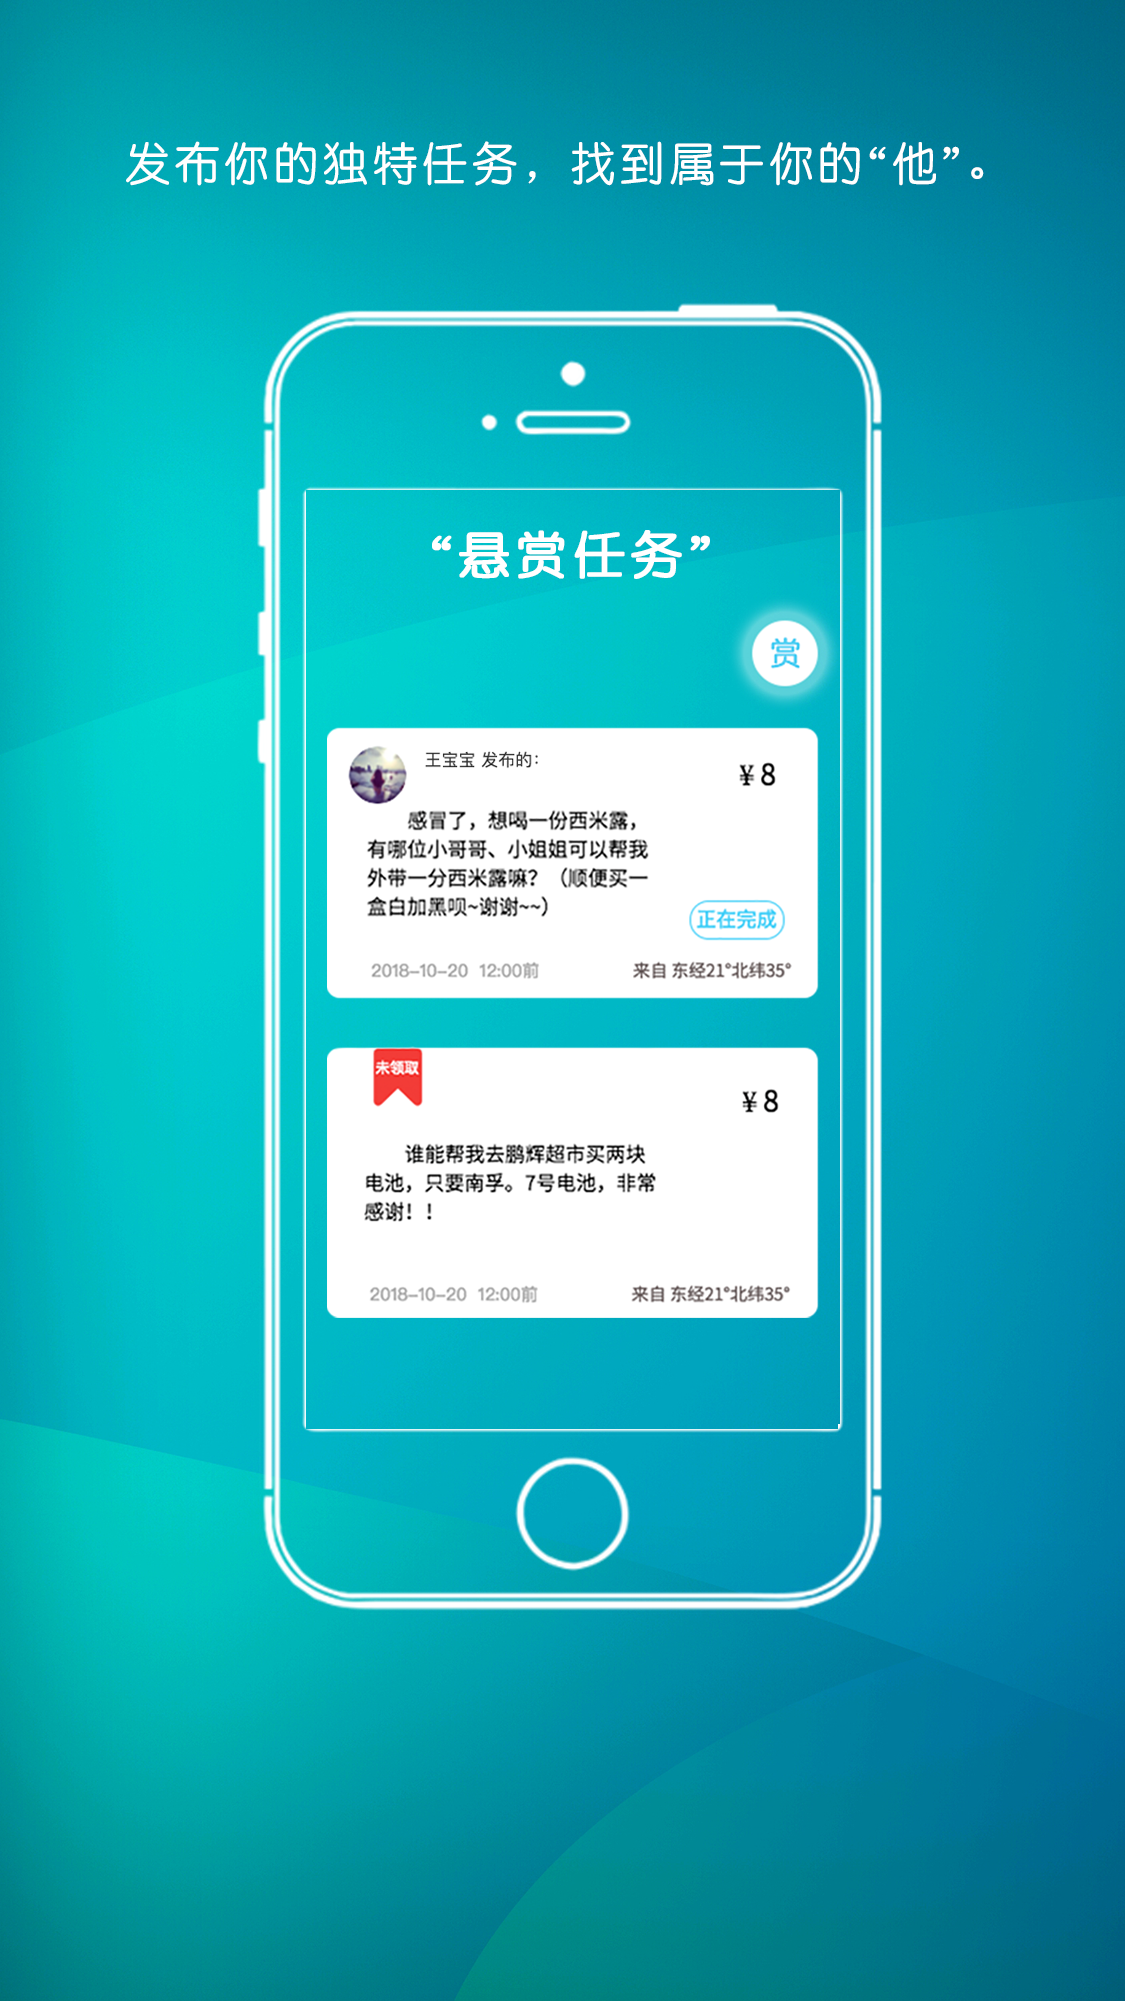 发布你的独特任务，找到属于你的“他”。
“悬赏任务”
赏
王宝宝 发布的：
￥8
感冒了，想喝一份西米露，
有哪位小哥哥、小姐姐可以帮我
外带一分西米露嘛？（顺便买一
盒白加黑呗~谢谢~~）
正在完成
2018-10-20 12:00前
来自 东经21°北纬35°
未领取
￥8
谁能帮我去鹏辉超市买两块
电池，只要南孚。7号电池，非常
感谢！！
2018-10-20 12:00前
来自 东经21°北纬35°